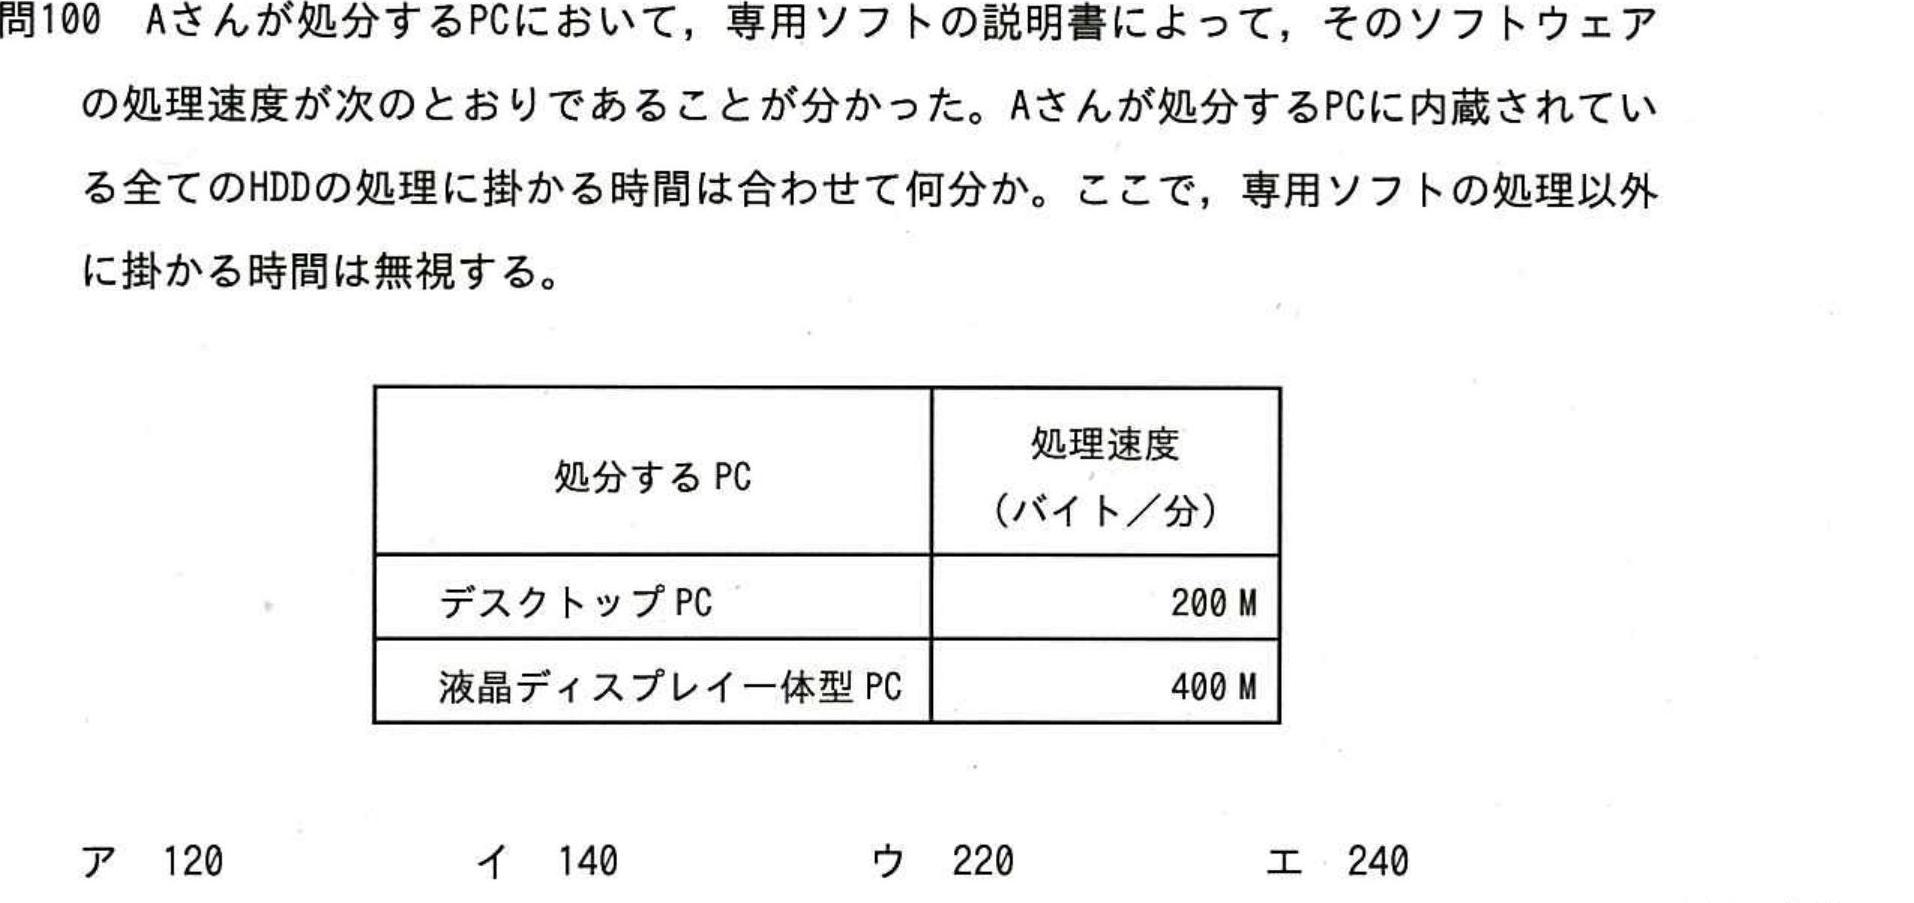 問100 Aさんが処分するPCにおいて，専用ソフトの説明書によって，そのソフトウェア
の処理速度が次のとおりであることが分かった。Aさんが処分するPCに内蔵されてい
る全てのHDDの処理に掛かる時間は合わせて何分か。ここで，専用ソフトの処理以外
に掛かる時間は無視する。
処分する PC
処理速度
（バイト／分）
デスクトップ PC
200 M
液晶ディスプレイ一体型 PC
400 M
ア 120 イ 140 ウ 220 エ 240